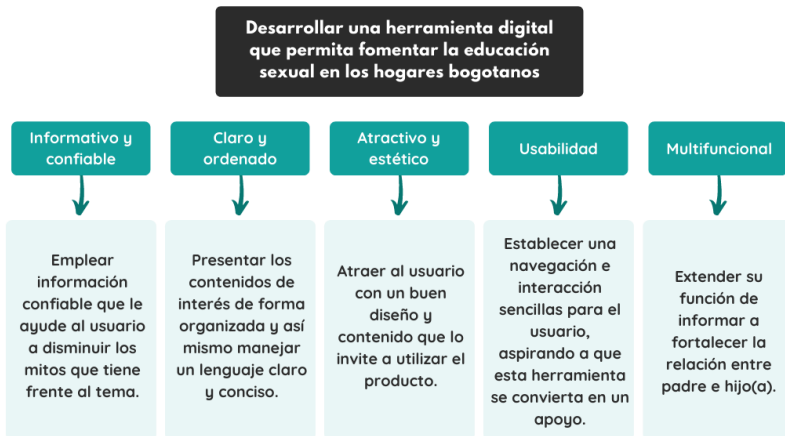 Desarrollar una herramienta digital
que permita fomentar la educación
sexual en los hogares bogotanos
Informativo y
confiable
Claro y
ordenado
Atractivo y
estético
Usabilidad
Multifuncional
Emplear
información
confiable que le
ayude al usuario
a disminuir los
mitos que tiene
frente al tema.
Presentar los
contenidos de
interés de forma
organizada y así
mismo manejar
un lenguaje claro
y conciso.
Atraer al usuario
con un buen
diseño y
contenido que lo
invite a utilizar el
producto.
Establecer una
navegación e
interacción
sencillas para el
usuario,
aspirando a que
esta herramienta
se convierta en un
apoyo.
Extender su
función de
informar a
fortalecer la
relación entre
padre e hijo(a).